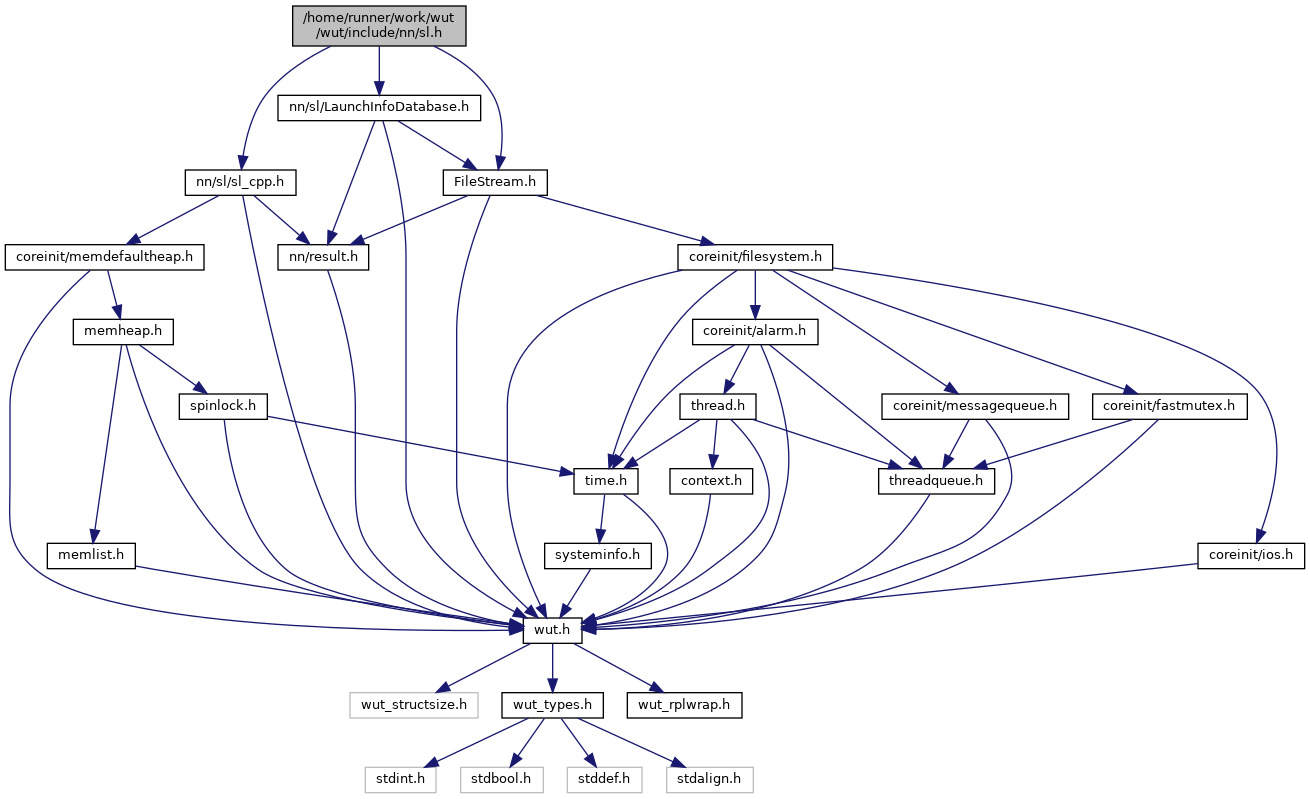 /home/runner/work/wut
/wut/include/nn/sl.h
nn/sl/LaunchInfoDatabase.h
nn/sl/sl_cpp.h
FileStream.h
coreinit/memdefaultheap.h
nn/result.h
coreinit/filesystem.h
memheap.h
coreinit/alarm.h
spinlock.h
thread.h
coreinit/messagequeue.h
coreinit/fastmutex.h
time.h
context.h
threadqueue.h
memlist.h
systeminfo.h
coreinit/ios.h
wut.h
wut_structsize.h
wut_types.h
wut_rplwrap.h
stdint.h
stdbool.h
stddef.h
stdalign.h